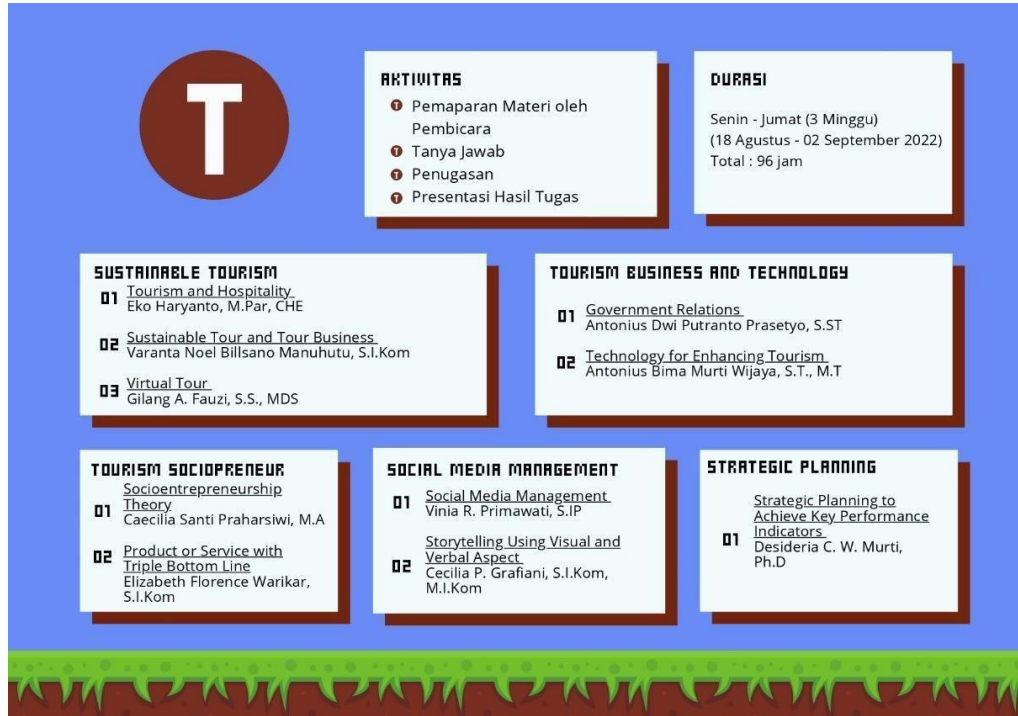 T
AKTIVITAS
Pemaparan Materi oleh
Pembicara
Tanya Jawab
Penugasan
Presentasi Hasil Tugas
DURASI
Senin - Jumat (3 Minggu)
(18 Agustus - 02 September 2022)
Total : 96 jam
SUSTAINABLE TOURISM
01 Tourism and Hospitality
Eko Haryanto, M.Par, CHE
02 Sustainable Tour and Tour Business
Varanta Noel Billsano Manuhutu, S.I.Kom
03 Virtual Tour
Gilang A. Fauzi, S.S., MDS
TOURISM BUSINESS AND TECHNOLOGY
01 Government Relations
Antonius Dwi Putranto Prasetyo, S.ST
02 Technology for Enhancing Tourism
Antonius Bima Murti Wijaya, S.T., M.T
TOURISM SOCIOPRENEUR
01 Socioentrepreneurship
Theory
Caecilia Santi Praharsiwi, M.A
02 Product or Service with
Triple Bottom Line
Elizabeth Florence Warikar,
S.I.Kom
SOCIAL MEDIA MANAGEMENT
01 Social Media Management
Vinia R. Primawati, S.IP
02 Storytelling Using Visual and
Verbal Aspect
Cecilia P. Grafiani, S.I.Kom,
M.I.Kom
STRATEGIC PLANNING
01 Strategic Planning to
Achieve Key Performance
Indicators
Desideria C. W. Murti,
Ph.D